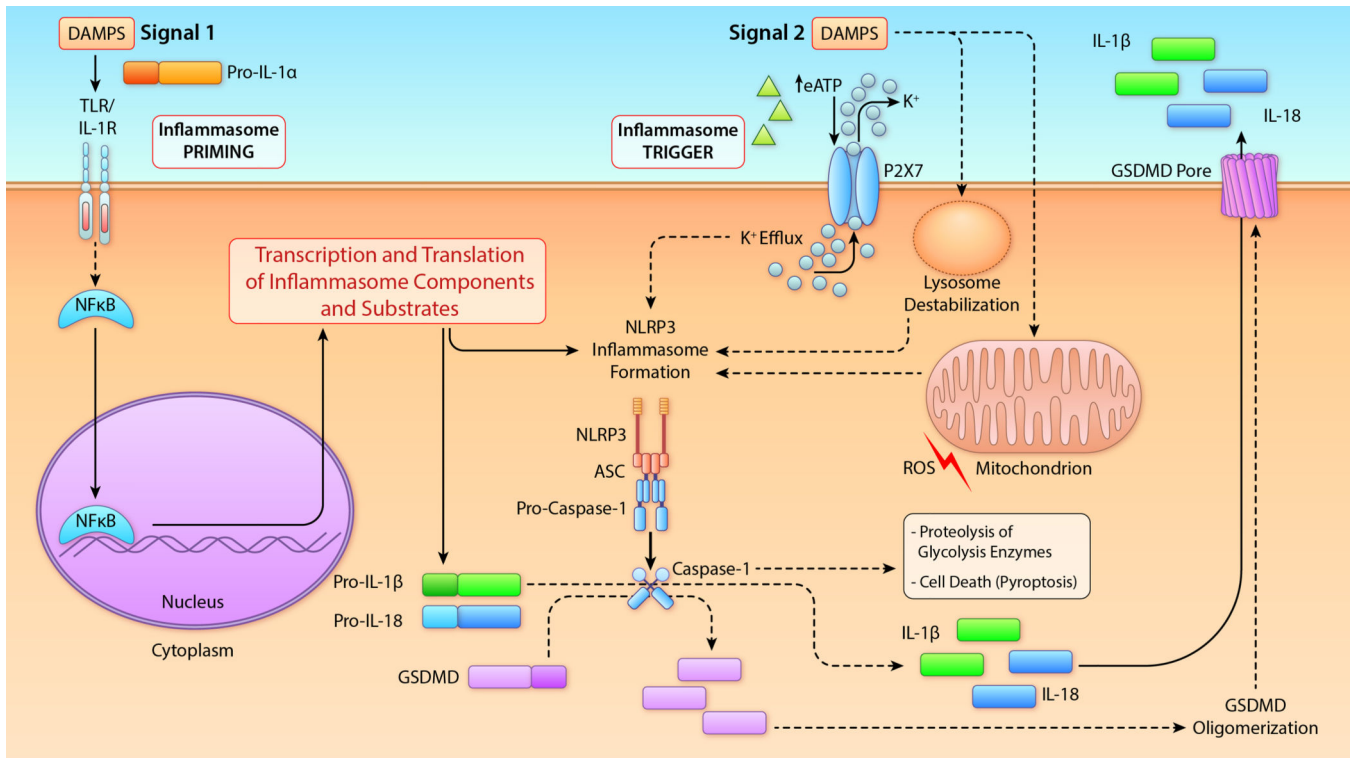 DAMPS
Signal 1
Pro-IL-1α
TLR/
IL-1R
Inflammasome
PRIMING
Signal 2
DAMPS
↑eATP
K⁺
Inflammasome
TRIGGER
P2X7
IL-1β
IL-18
GSDMD Pore
NFκB
Transcription and Translation
of Inflammasome Components
and Substrates
K⁺ Efflux
Lysosome
Destabilization
NLRP3
Inflammasome
Formation
NLRP3
ASC
Pro-Caspase-1
ROS
Mitochondrion
NFκB
Nucleus
Cytoplasm
Pro-IL-1β
Pro-IL-18
GSDMD
Caspase-1
- Proteolysis of
Glycolysis Enzymes
- Cell Death (Pyroptosis)
IL-1β
IL-18
GSDMD
Oligomerization